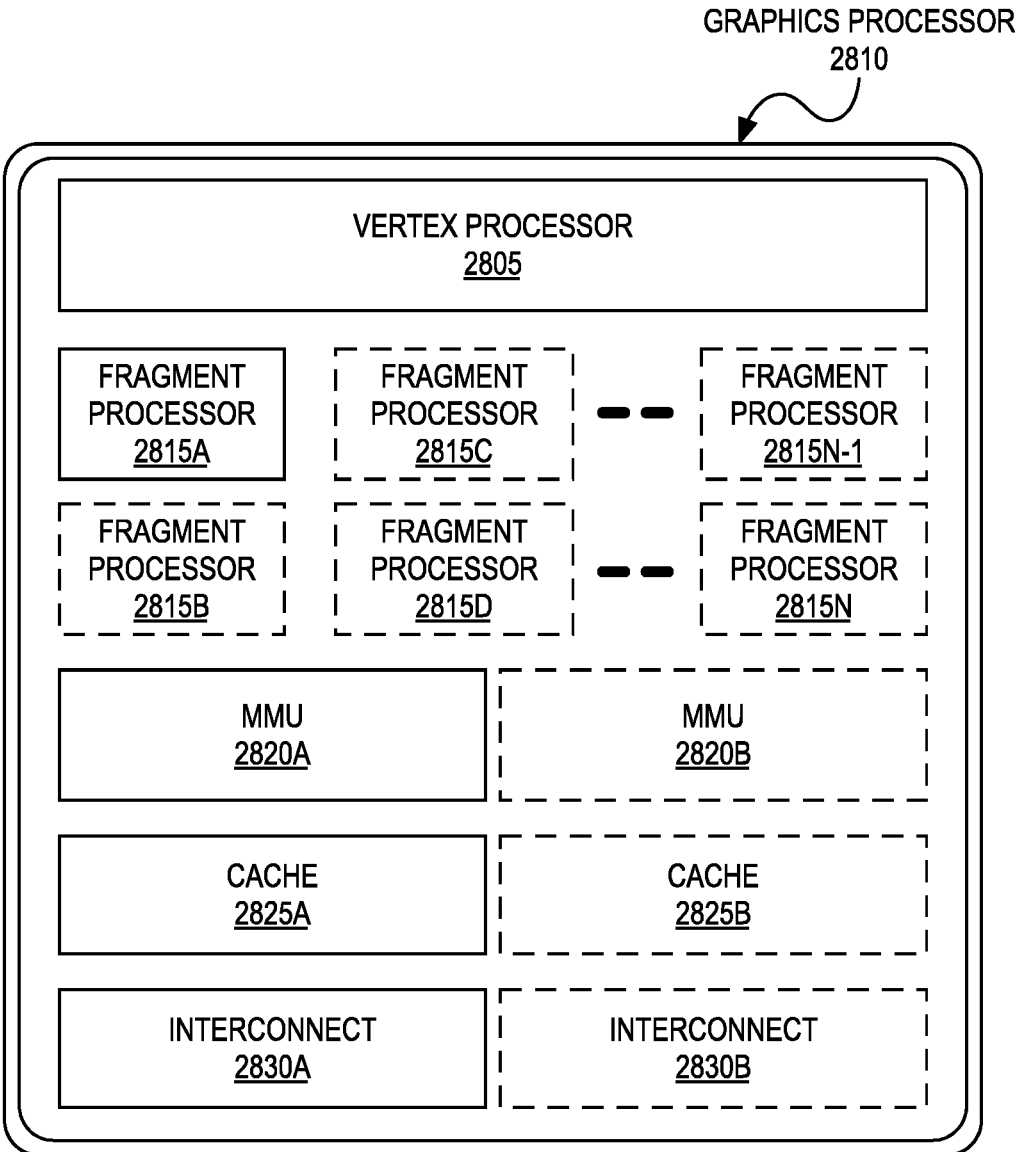 GRAPHICS PROCESSOR
2810
VERTEX PROCESSOR
2805
FRAGMENT
PROCESSOR
2815A
FRAGMENT
PROCESSOR
2815C
FRAGMENT
PROCESSOR
2815N-1
FRAGMENT
PROCESSOR
2815B
FRAGMENT
PROCESSOR
2815D
FRAGMENT
PROCESSOR
2815N
MMU
2820A
MMU
2820B
CACHE
2825A
CACHE
2825B
INTERCONNECT
2830A
INTERCONNECT
2830B